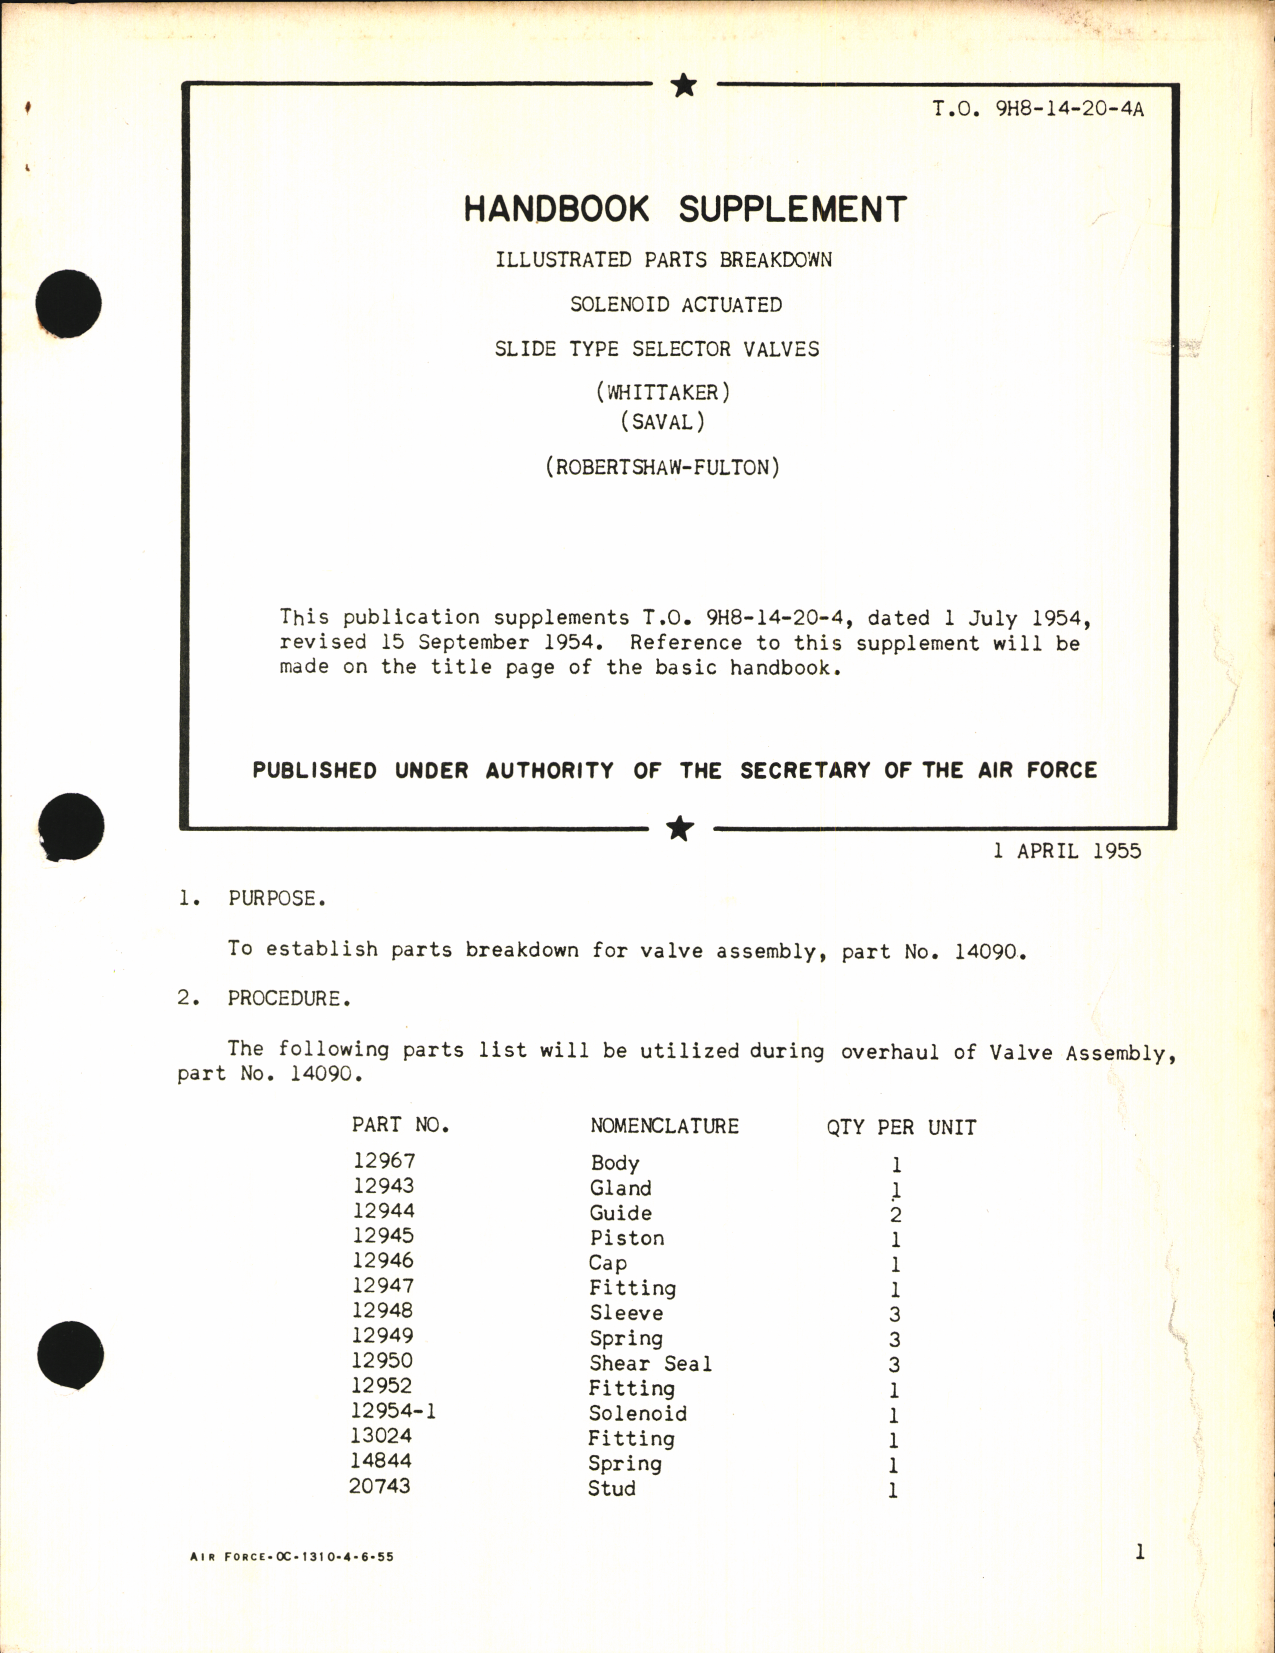 T.O. 9H8-14-20-4A
HANDBOOK SUPPLEMENT
ILLUSTRATED PARTS BREAKDOWN
SOLENOID ACTUATED
SLIDE TYPE SELECTOR VALVES
(WHITTAKER)
(SAVAL)
(ROBERTSHAW-FULTON)
This publication supplements T.O. 9H8-14-20-4, dated 1 July 1954,
revised 15 September 1954. Reference to this supplement will be
made on the title page of the basic handbook.
PUBLISHED UNDER AUTHORITY OF THE SECRETARY OF THE AIR FORCE
1 APRIL 1955
1. PURPOSE.
To establish parts breakdown for valve assembly, part No. 14090.
2. PROCEDURE.
The following parts list will be utilized during overhaul of Valve Assembly,
part No. 14090.
PART NO. NOMENCLATURE QTY PER UNIT
12967 Body 1
12943 Gland 1
12944 Guide 2
12945 Piston 1
12946 Cap 1
12947 Fitting 1
12948 Sleeve 3
12949 Spring 3
12950 Shear Seal 3
12952 Fitting 1
12954-1 Solenoid 1
13024 Fitting 1
14844 Spring 1
20743 Stud 1
AIR FORCE-OC-1310-4-6-55 1